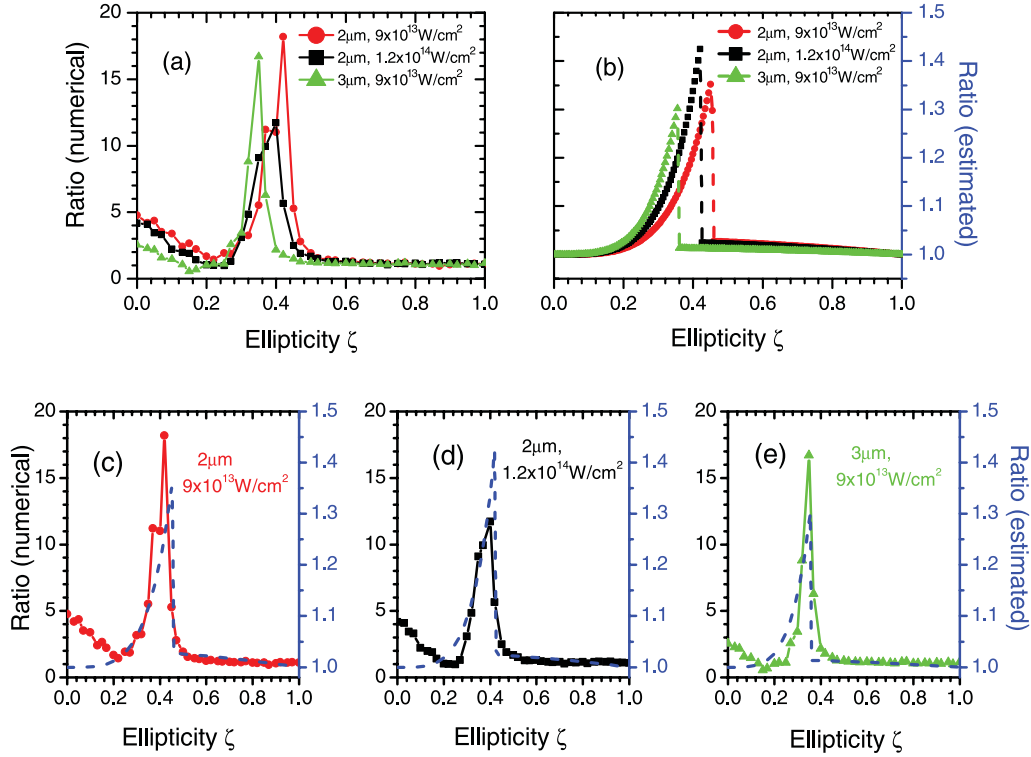 (a)
2μm, 9x10¹³W/cm²
2μm, 1.2x10¹⁴W/cm²
3μm, 9x10¹³W/cm²
Ratio (numerical)
20
15
10
5
0
0.0 0.2 0.4 0.6 0.8 1.0
Ellipticity ζ
(b)
2μm, 9x10¹³W/cm²
2μm, 1.2x10¹⁴W/cm²
3μm, 9x10¹³W/cm²
1.5
1.4
1.3
1.2
1.1
1.0
Ratio (estimated)
0.0 0.2 0.4 0.6 0.8 1.0
Ellipticity ζ
(c)
2μm
9x10¹³W/cm²
Ratio (numerical)
20
15
10
5
0
1.5
1.4
1.3
1.2
1.1
1.0
0.0 0.2 0.4 0.6 0.8 1.0
Ellipticity ζ
(d)
2μm,
1.2x10¹⁴W/cm²
20
15
10
5
0
1.5
1.4
1.3
1.2
1.1
1.0
0.0 0.2 0.4 0.6 0.8 1.0
Ellipticity ζ
(e)
3μm,
9x10¹³W/cm²
20
15
10
5
0
1.5
1.4
1.3
1.2
1.1
1.0
Ratio (estimated)
0.0 0.2 0.4 0.6 0.8 1.0
Ellipticity ζ